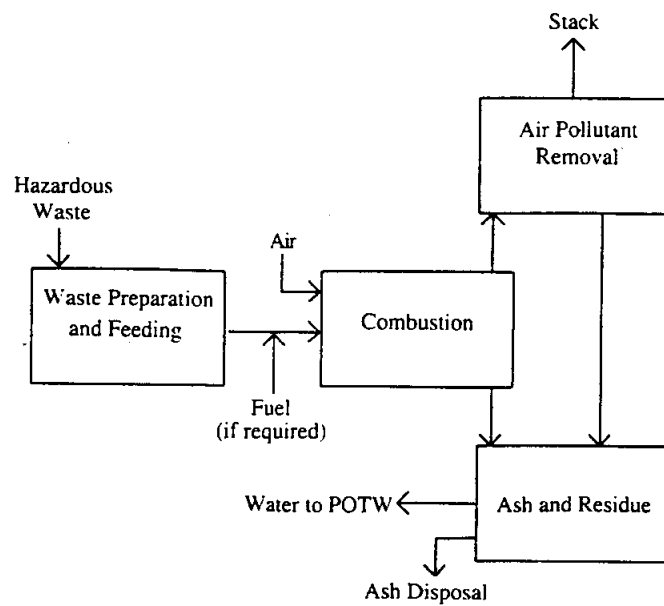 Stack
Air Pollutant
Removal
Hazardous
Waste
Air
Waste Preparation
and Feeding
Combustion
Fuel
(if required)
Water to POTW
Ash and Residue
Ash Disposal